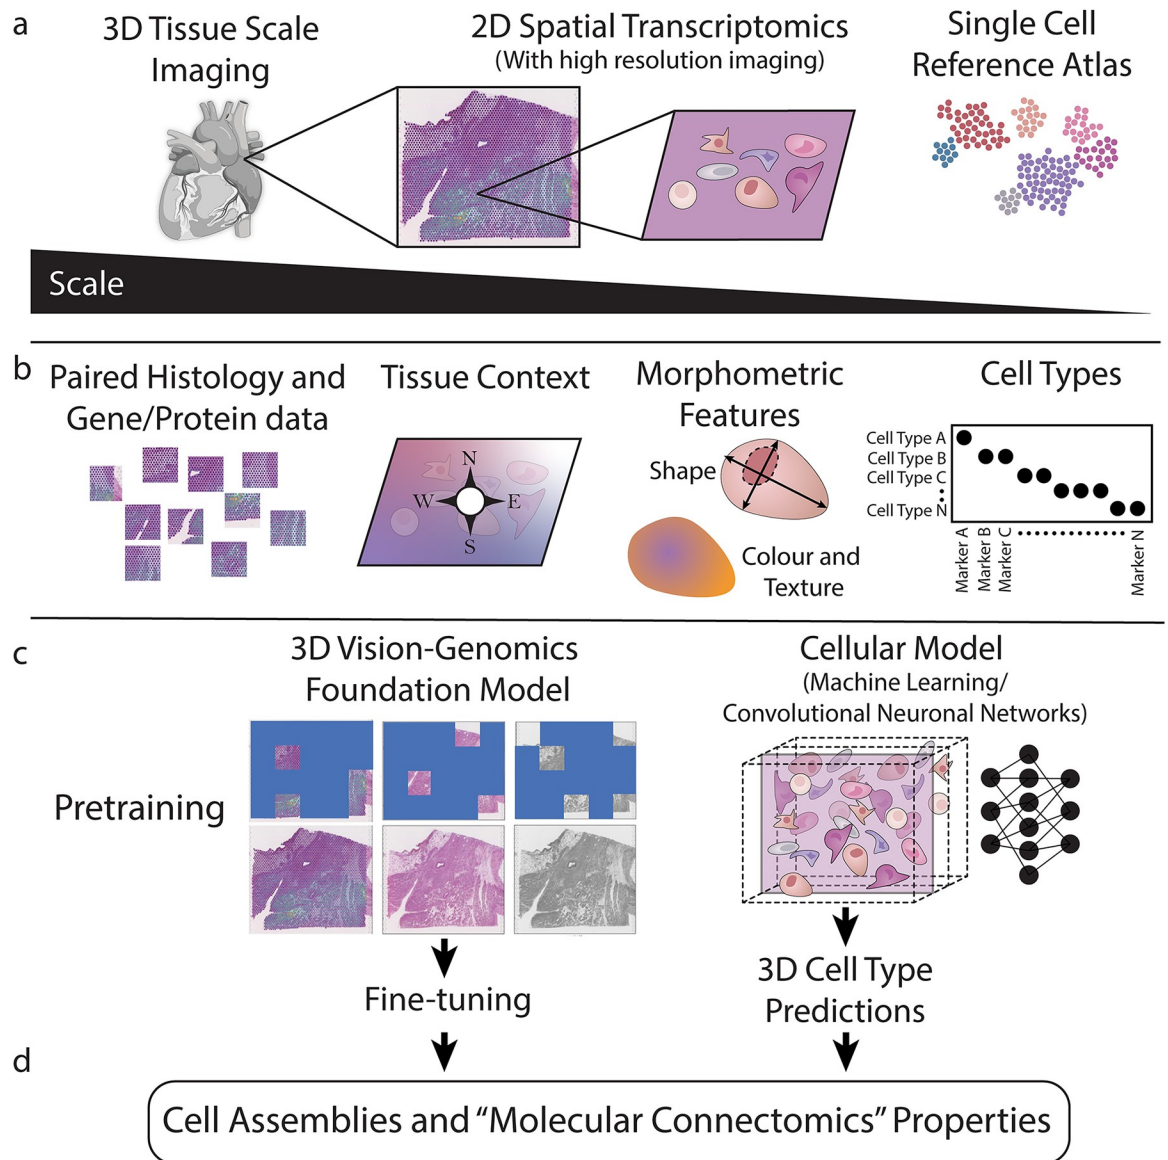 a
3D Tissue Scale
Imaging
2D Spatial Transcriptomics
(With high resolution imaging)
Single Cell
Reference Atlas
Scale
b
Paired Histology and
Gene/Protein data
Tissue Context
N
W
E
S
Morphometric
Features
Shape
Colour and
Texture
Cell Types
Cell Type A
Cell Type B
Cell Type C
Cell Type N
Marker A
Marker B
Marker C
Marker N
c
3D Vision-Genomics
Foundation Model
Pretraining
Fine-tuning
Cellular Model
(Machine Learning/
Convolutional Neuronal Networks)
3D Cell Type
Predictions
d
Cell Assemblies and “Molecular Connectomics” Properties